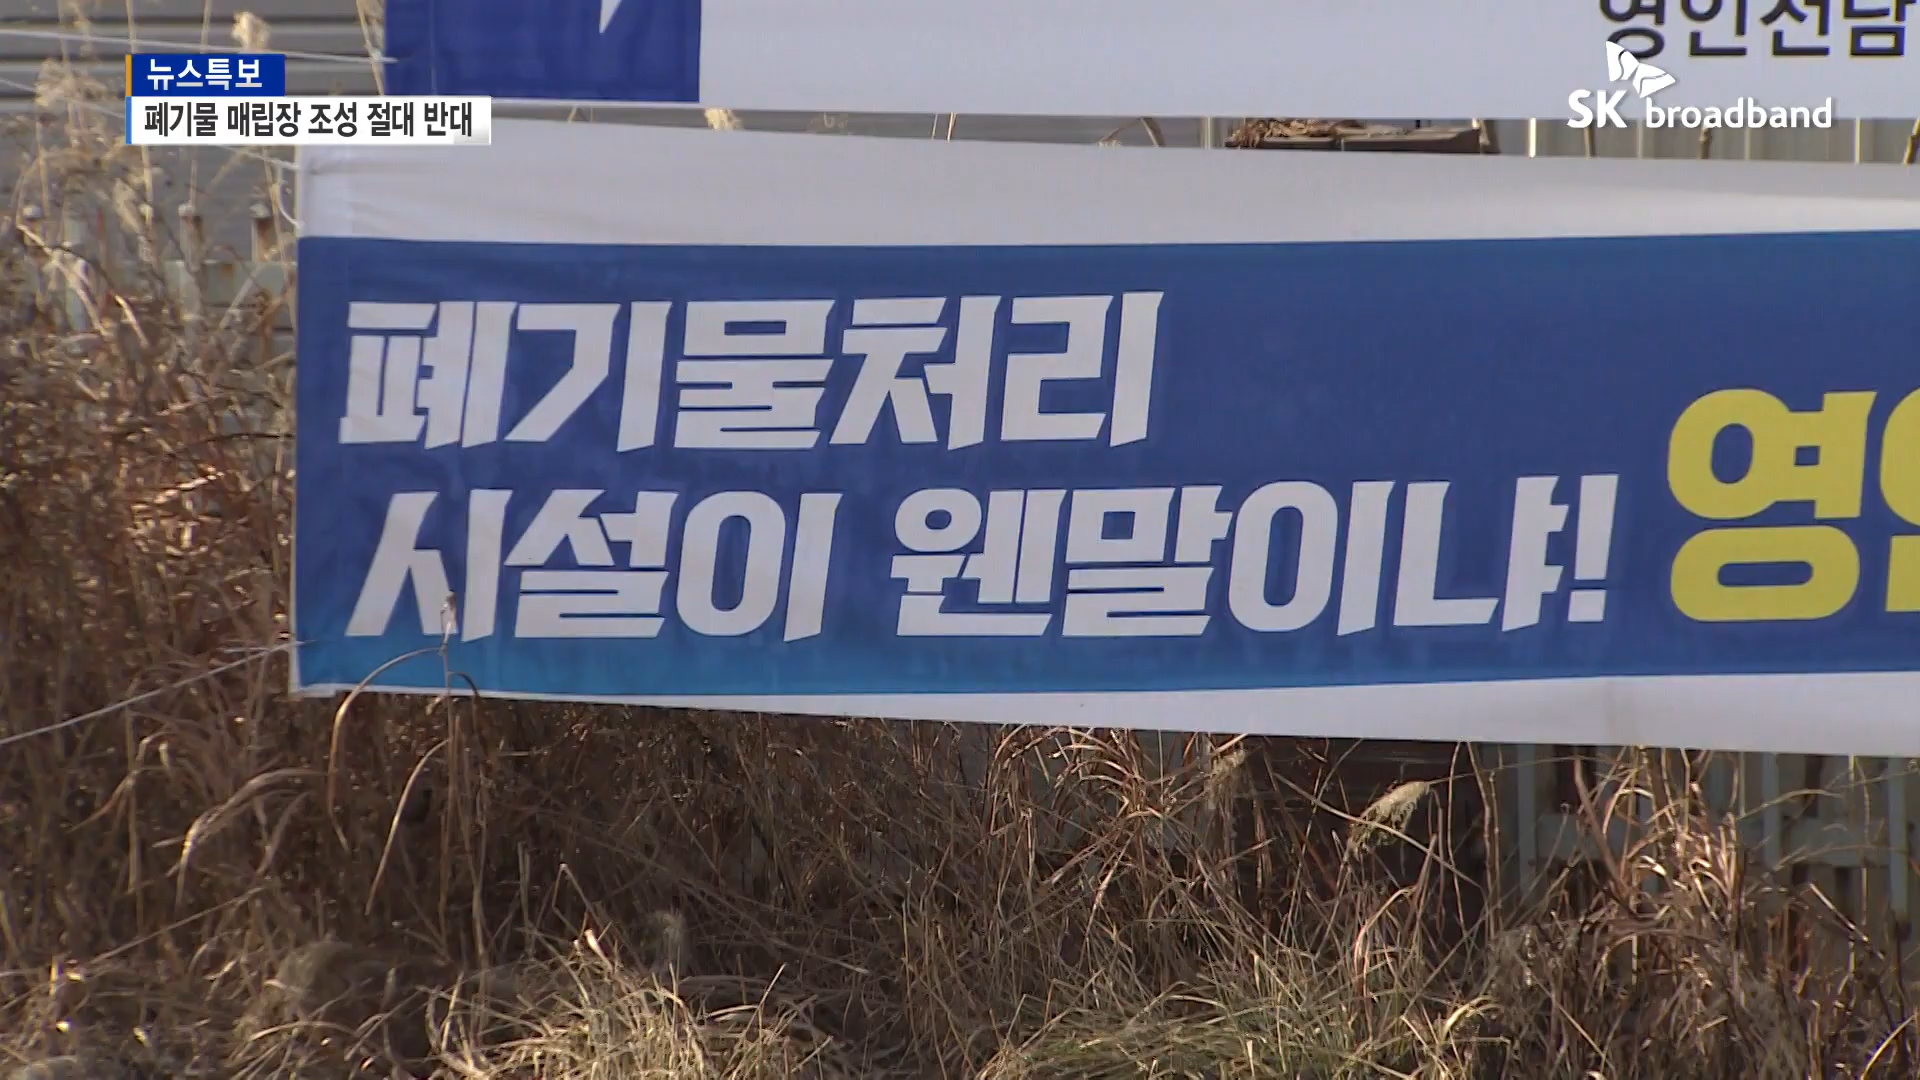 뉴스특보
폐기물 매립장 조성 절대 반대
SK broadband
폐기물처리
시설이 웬말이냐!
영